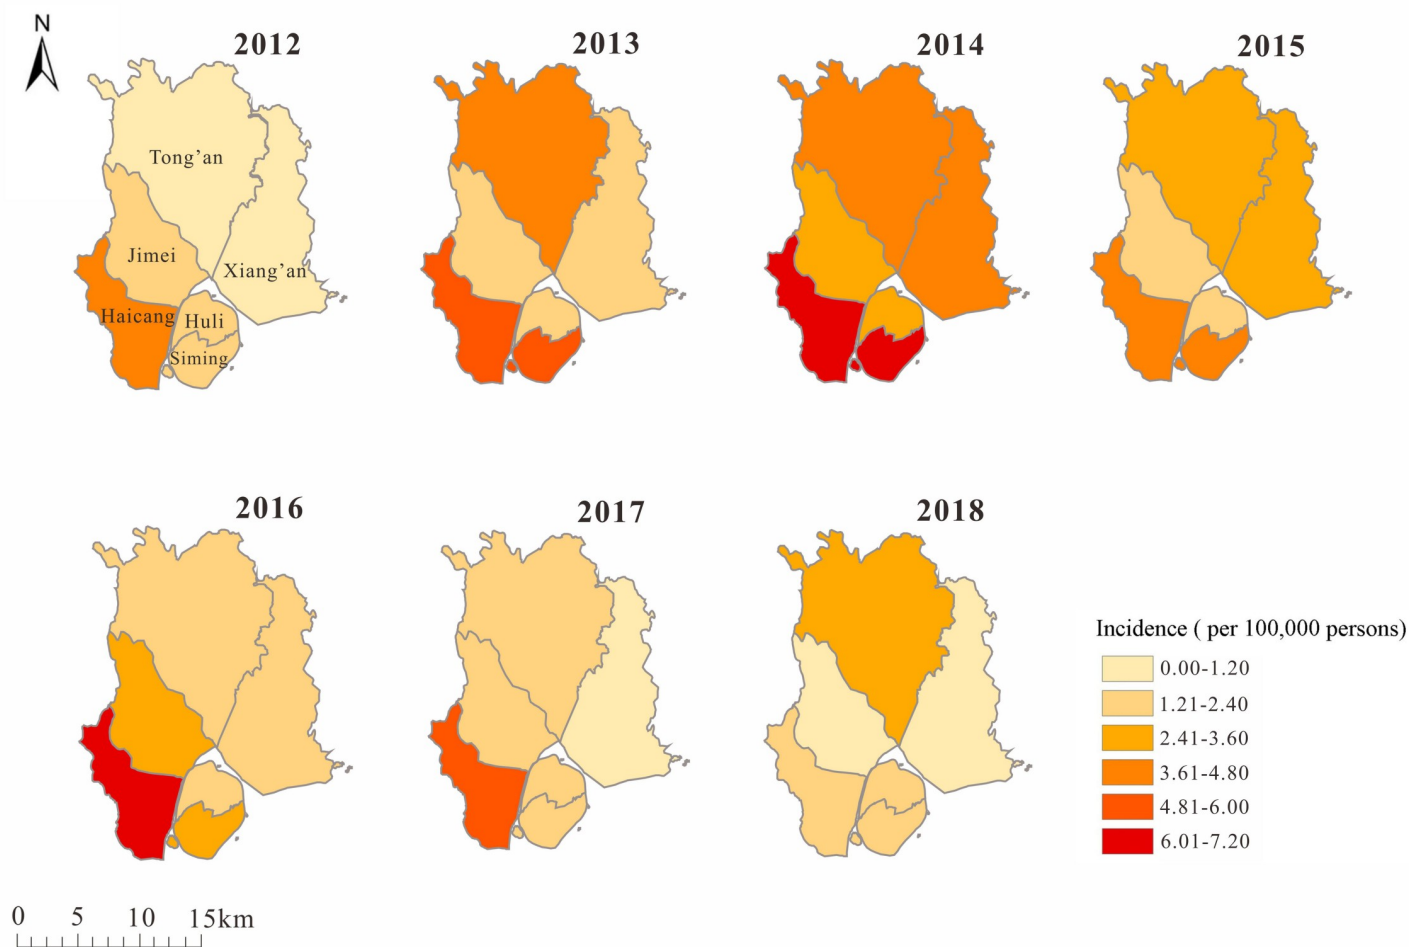 N
2012
2013
2014
2015
Tong'an
Jimei
Xiang'an
Haicang
Huli
Siming
2016
2017
2018
Incidence ( per 100,000 persons)
0.00-1.20
1.21-2.40
2.41-3.60
3.61-4.80
4.81-6.00
6.01-7.20
0 5 10 15km